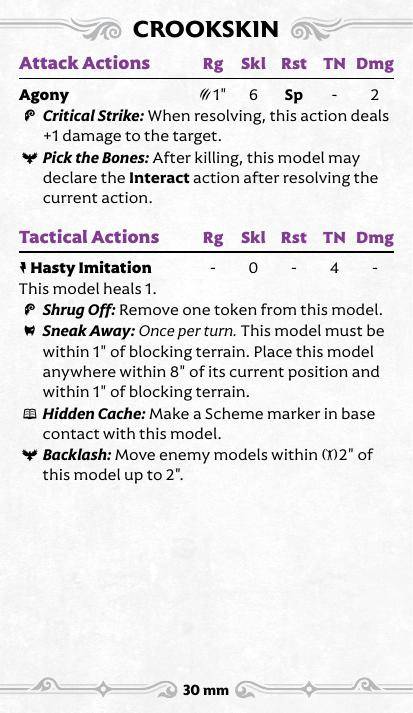 CROOKSKIN
Attack Actions Rg Skl Rst TN Dmg
Agony 1" 6 Sp - 2
Critical Strike: When resolving, this action deals
+1 damage to the target.
Pick the Bones: After killing, this model may
declare the Interact action after resolving the
current action.
Tactical Actions Rg Skl Rst TN Dmg
Hasty Imitation - 0 - 4 -
This model heals 1.
Shrug Off: Remove one token from this model.
Sneak Away: Once per turn. This model must be
within 1" of blocking terrain. Place this model
anywhere within 8" of its current position and
within 1" of blocking terrain.
Hidden Cache: Make a Scheme marker in base
contact with this model.
Backlash: Move enemy models within 2" of
this model up to 2".
30 mm